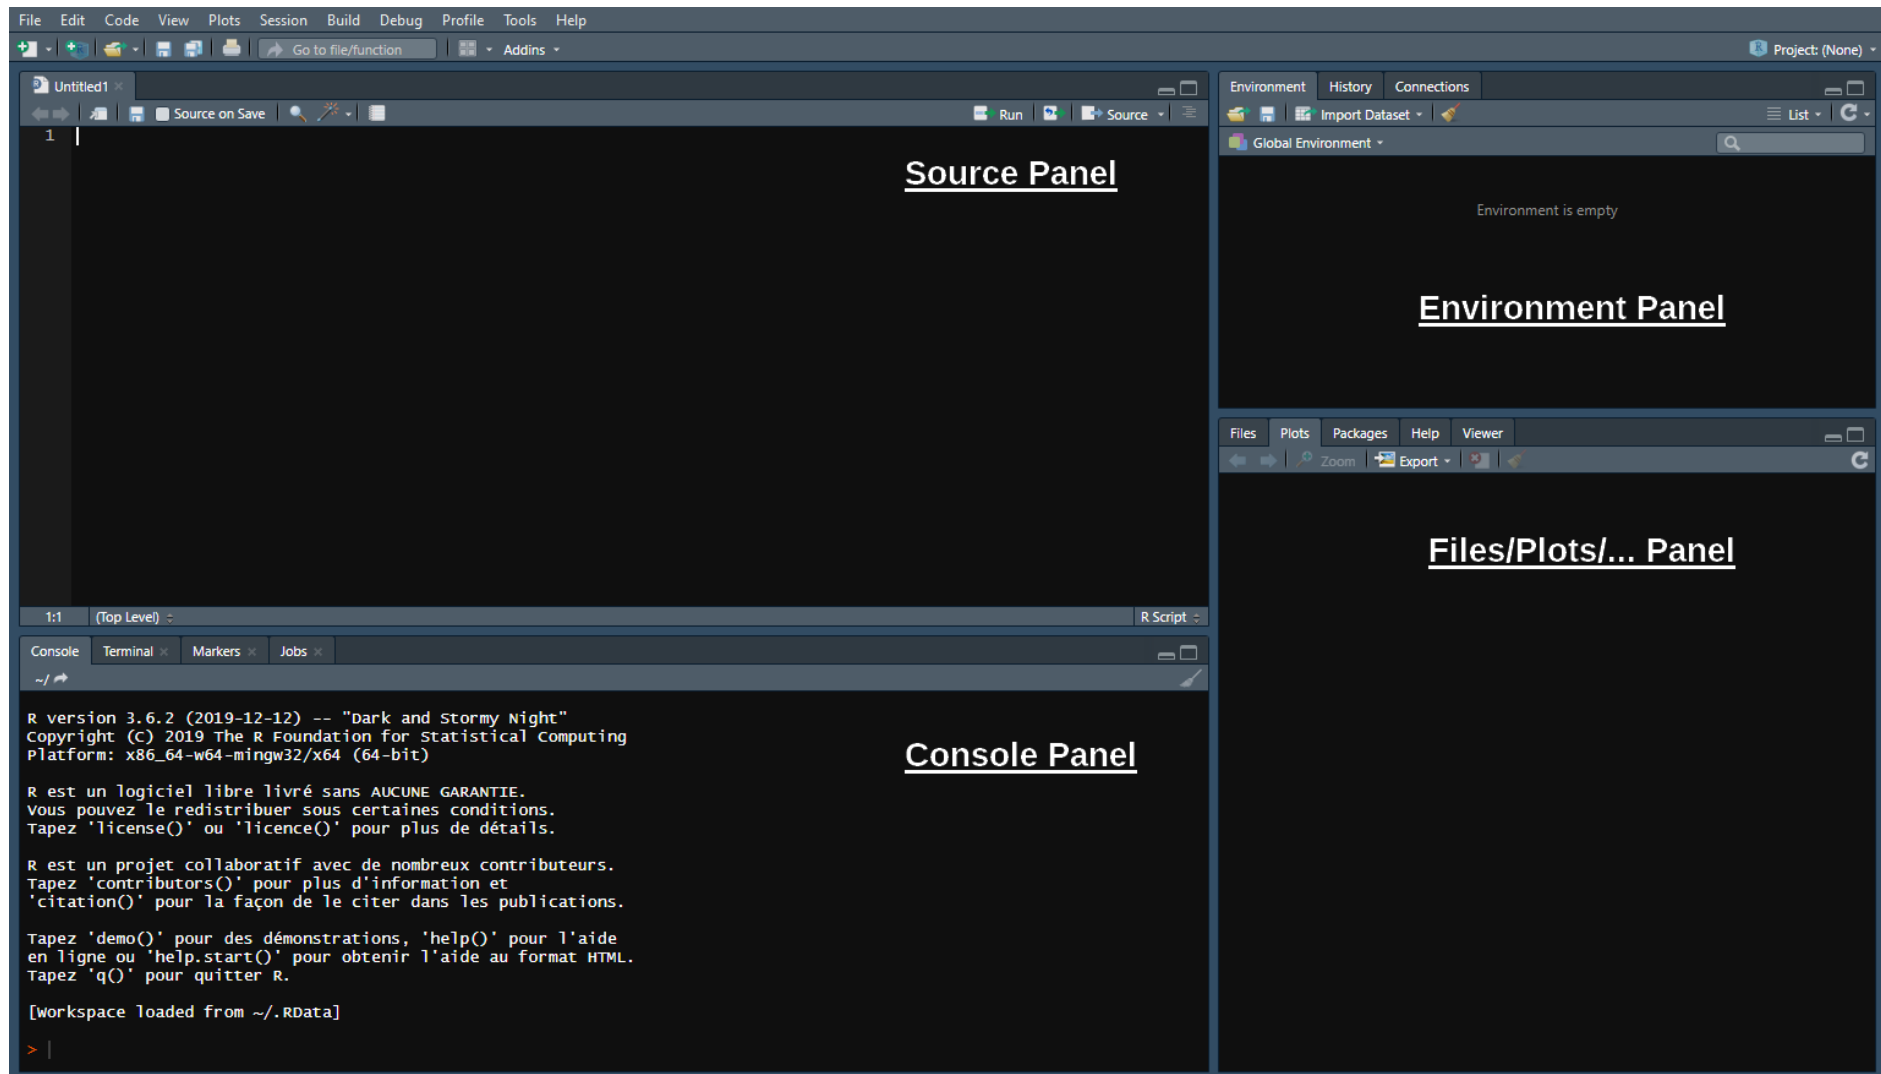 File Edit Code View Plots Session Build Debug Profile Tools Help
Go to file/function Addins Project: (None)
Untitled1
Source on Save Run Source
1
Source Panel
1:1 (Top Level) R Script
Console Terminal Markers Jobs
~/
R version 3.6.2 (2019-12-12) -- "Dark and Stormy Night"
Copyright (C) 2019 The R Foundation for Statistical Computing
Platform: x86_64-w64-mingw32/x64 (64-bit)
R est un logiciel libre livré sans AUCUNE GARANTIE.
Vous pouvez le redistribuer sous certaines conditions.
Tapez 'license()' ou 'licence()' pour plus de détails.
R est un projet collaboratif avec de nombreux contributeurs.
Tapez 'contributors()' pour plus d'information et
'citation()' pour la façon de le citer dans les publications.
Tapez 'demo()' pour des démonstrations, 'help()' pour l'aide
en ligne ou 'help.start()' pour obtenir l'aide au format HTML.
Tapez 'q()' pour quitter R.
[Workspace loaded from ~/.RData]
>
Console Panel
Environment History Connections
Import Dataset List
Global Environment
Environment is empty
Environment Panel
Files Plots Packages Help Viewer
Zoom Export
Files/Plots/... Panel